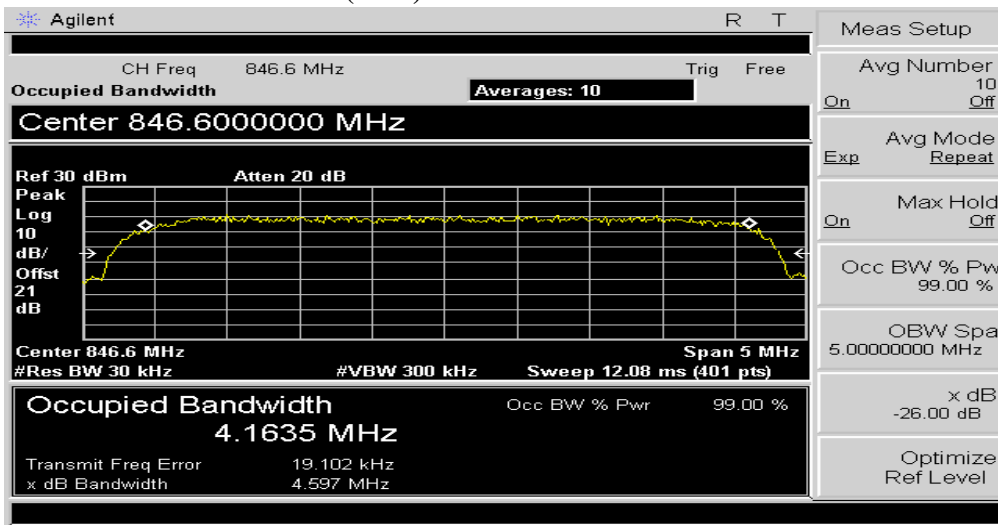 Agilent R T
Meas Setup
CH Freq 846.6 MHz Trig Free
Occupied Bandwidth Averages: 10
Center 846.6000000 MHz
Ref 30 dBm Atten 20 dB
Peak
Log
10
dB/
Offst
21
dB
Center 846.6 MHz Span 5 MHz
#Res BW 30 kHz #VBW 300 kHz Sweep 12.08 ms (401 pts)
Occupied Bandwidth Occ BW % Pwr 99.00 %
4.1635 MHz
Transmit Freq Error 19.102 kHz
x dB Bandwidth 4.597 MHz
Avg Number
10
On Off
Avg Mode
Exp Repeat
Max Hold
On Off
Occ BW % Pw
99.00 %
OBW Spa
5.00000000 MHz
x dB
-26.00 dB
Optimize
Ref Level